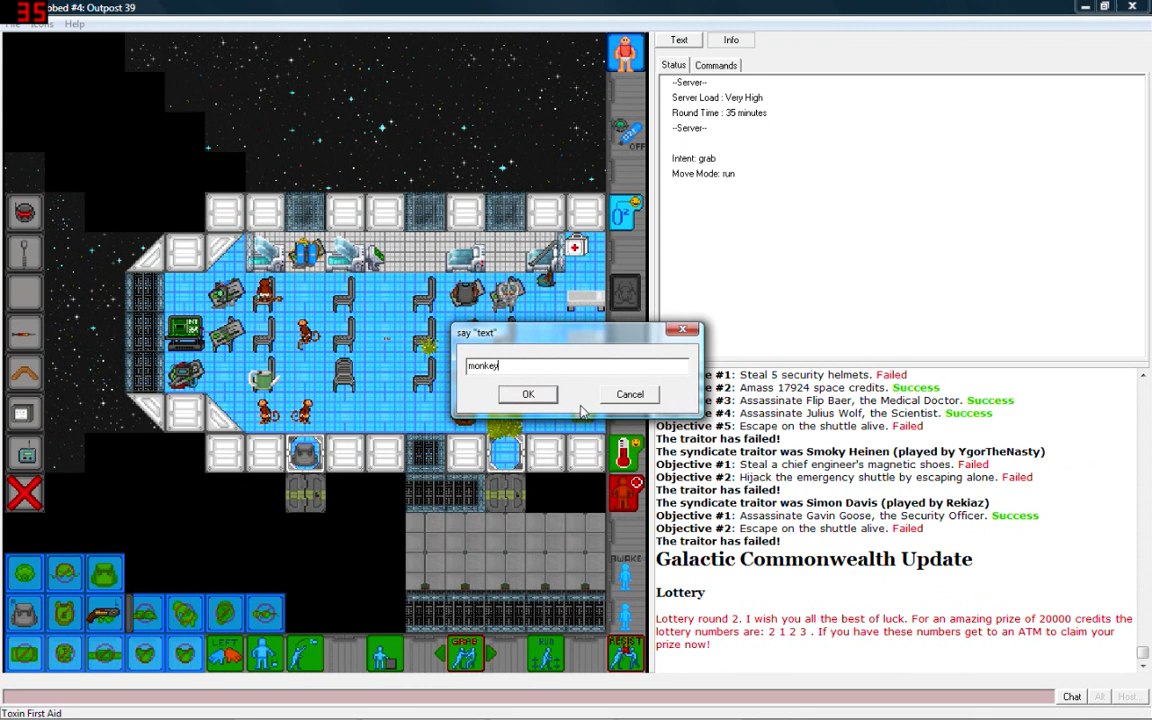 35
obbed #4: Outpost 39
Icons Help
Text Info
Status Commands
--Server--
Server Load : Very High
Round Time : 35 minutes
--Server--
Intent: grab
Move Mode: run
OFF
say "text"
monkey
OK Cancel
#1: Steal 5 security helmets. Failed
#2: Amass 17924 space credits. Success
#3: Assassinate Flip Baer, the Medical Doctor. Success
#4: Assassinate Julius Wolf, the Scientist. Success
Objective #5: Escape on the shuttle alive. Failed
The traitor has failed!
The syndicate traitor was Smoky Heinen (played by YgorTheNasty)
Objective #1: Steal a chief engineer's magnetic shoes. Failed
Objective #2: Hijack the emergency shuttle by escaping alone. Failed
The traitor has failed!
The syndicate traitor was Simon Davis (played by Rekiaz)
Objective #1: Assassinate Gavin Goose, the Security Officer. Success
Objective #2: Escape on the shuttle alive. Failed
The traitor has failed!
Galactic Commonwealth Update
Lottery
Lottery round 2. I wish you all the best of luck. For an amazing prize of 20000 credits the
lottery numbers are: 2 1 2 3 . If you have these numbers get to an ATM to claim your
prize now!
AWAKE
LEFT
GRAB
RUN
RESIST
Chat Alt Host...
Toxin First Aid